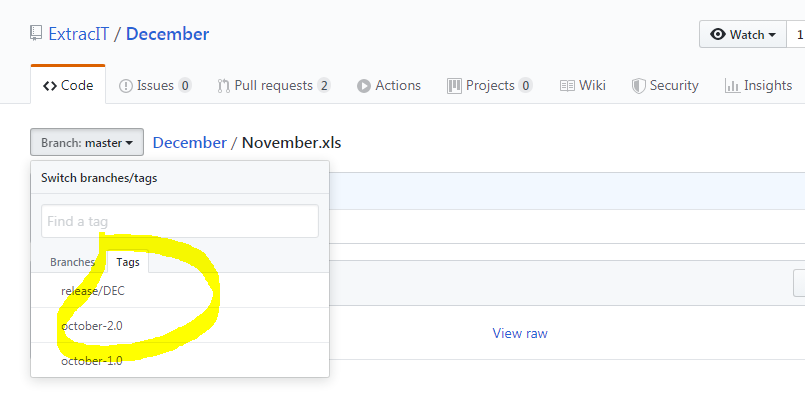 ExtracIT / December
Watch 1
Code Issues 0 Pull requests 2 Actions Projects 0 Wiki Security Insights
Branch: master December / November.xls
Switch branches/tags
Find a tag
Branches Tags
release/DEC
october-2.0
View raw
october-1.0